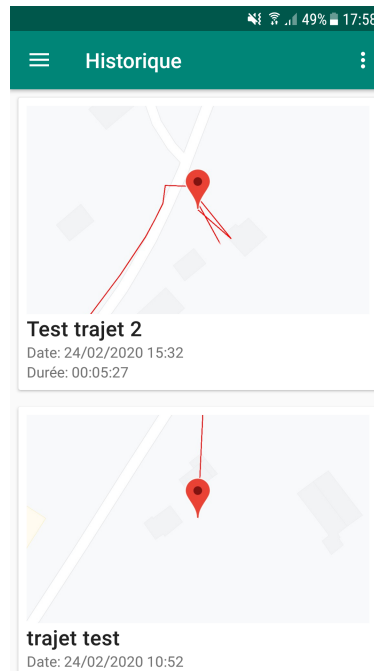 49% 17:58
Historique
Test trajet 2
Date: 24/02/2020 15:32
Durée: 00:05:27
trajet test
Date: 24/02/2020 10:52